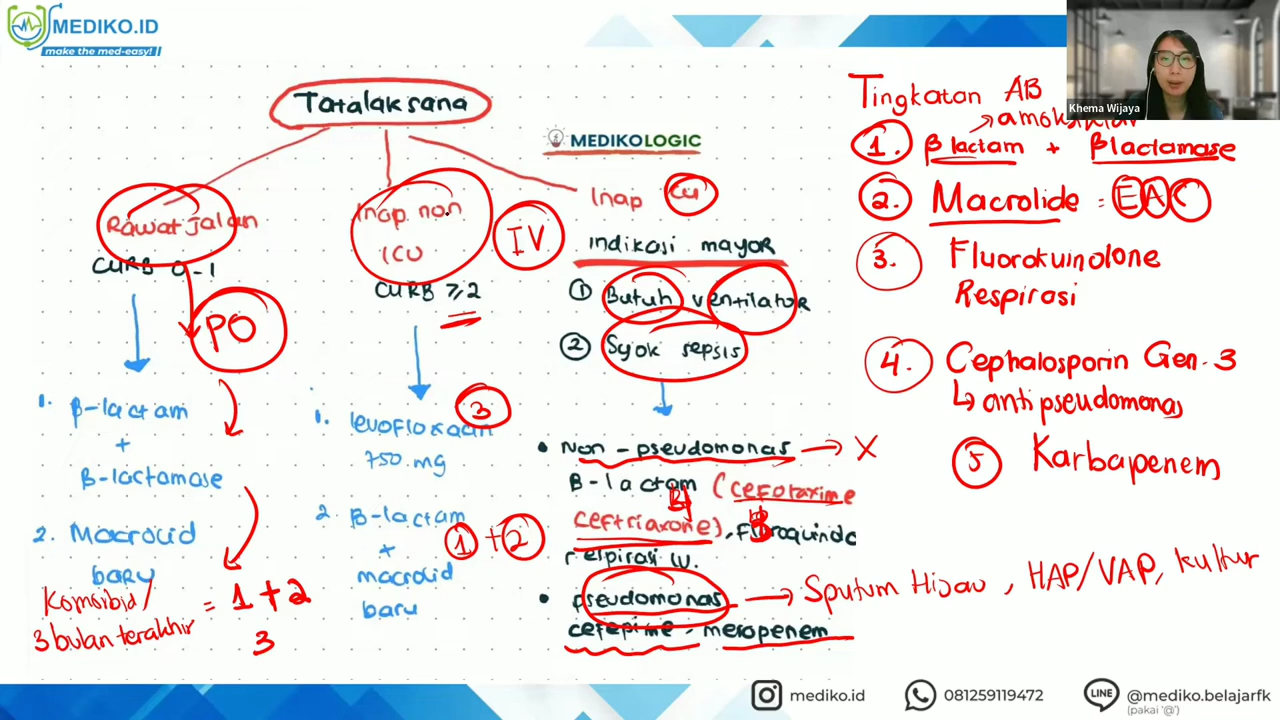 MEDIKO.ID
make the med-easy!
Khema Wijaya
Tatalaksana
MEDIKOLOGIC
Rawat jalan
CURB 0-1
PO
1. β-lactam
+
β-lactamase
2. Macrolid
baru
Komorbid/
3 bulan terakhir
= 1 + 2
3
Inap non
ICU
IV
CURB ≥2
3
1. levofloxacin
750 mg
2. β-lactam
+
macrolid
baru
1 + 2
Inap ICU
indikasi mayor
① Butuh ventilator
② Syok sepsis
• Non-pseudomonas → X
β-lactam (cefotaxime
ceftriaxone),
respirasi IV.
• pseudomonas → Sputum Hijau, HAP/VAP, kultur
cefepime, meropenem
Tingkatan AB
→ amoksiklav
1. β lactam + β lactamase
2. Macrolide = E A C
3. Fluorokuinolone
Respirasi
4. Cephalosporin Gen. 3
↳ anti pseudomonas
5 Karbapenem
mediko.id
081259119472
LINE
@mediko.belajarfk
(pakai '@')